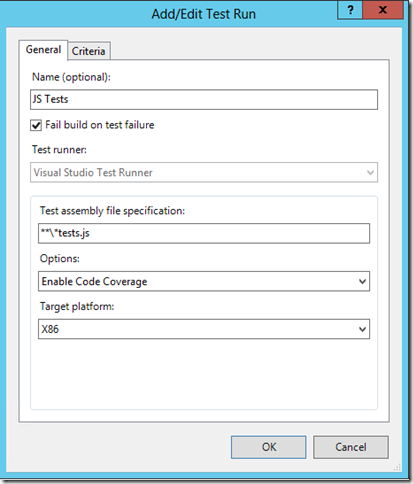 Add/Edit Test Run
? x
General Criteria
Name (optional):
JS Tests
Fail build on test failure
Test runner:
Visual Studio Test Runner
Test assembly file specification:
**\*tests.js
Options:
Enable Code Coverage
Target platform:
X86
OK Cancel